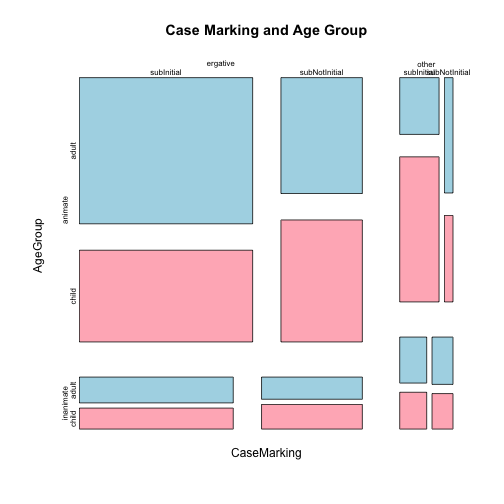 Case Marking and Age Group
ergative
other
subInitial
subNotInitial
subInitial
subNotInitial
adult
animate
child
adult
inanimate
child
AgeGroup
CaseMarking